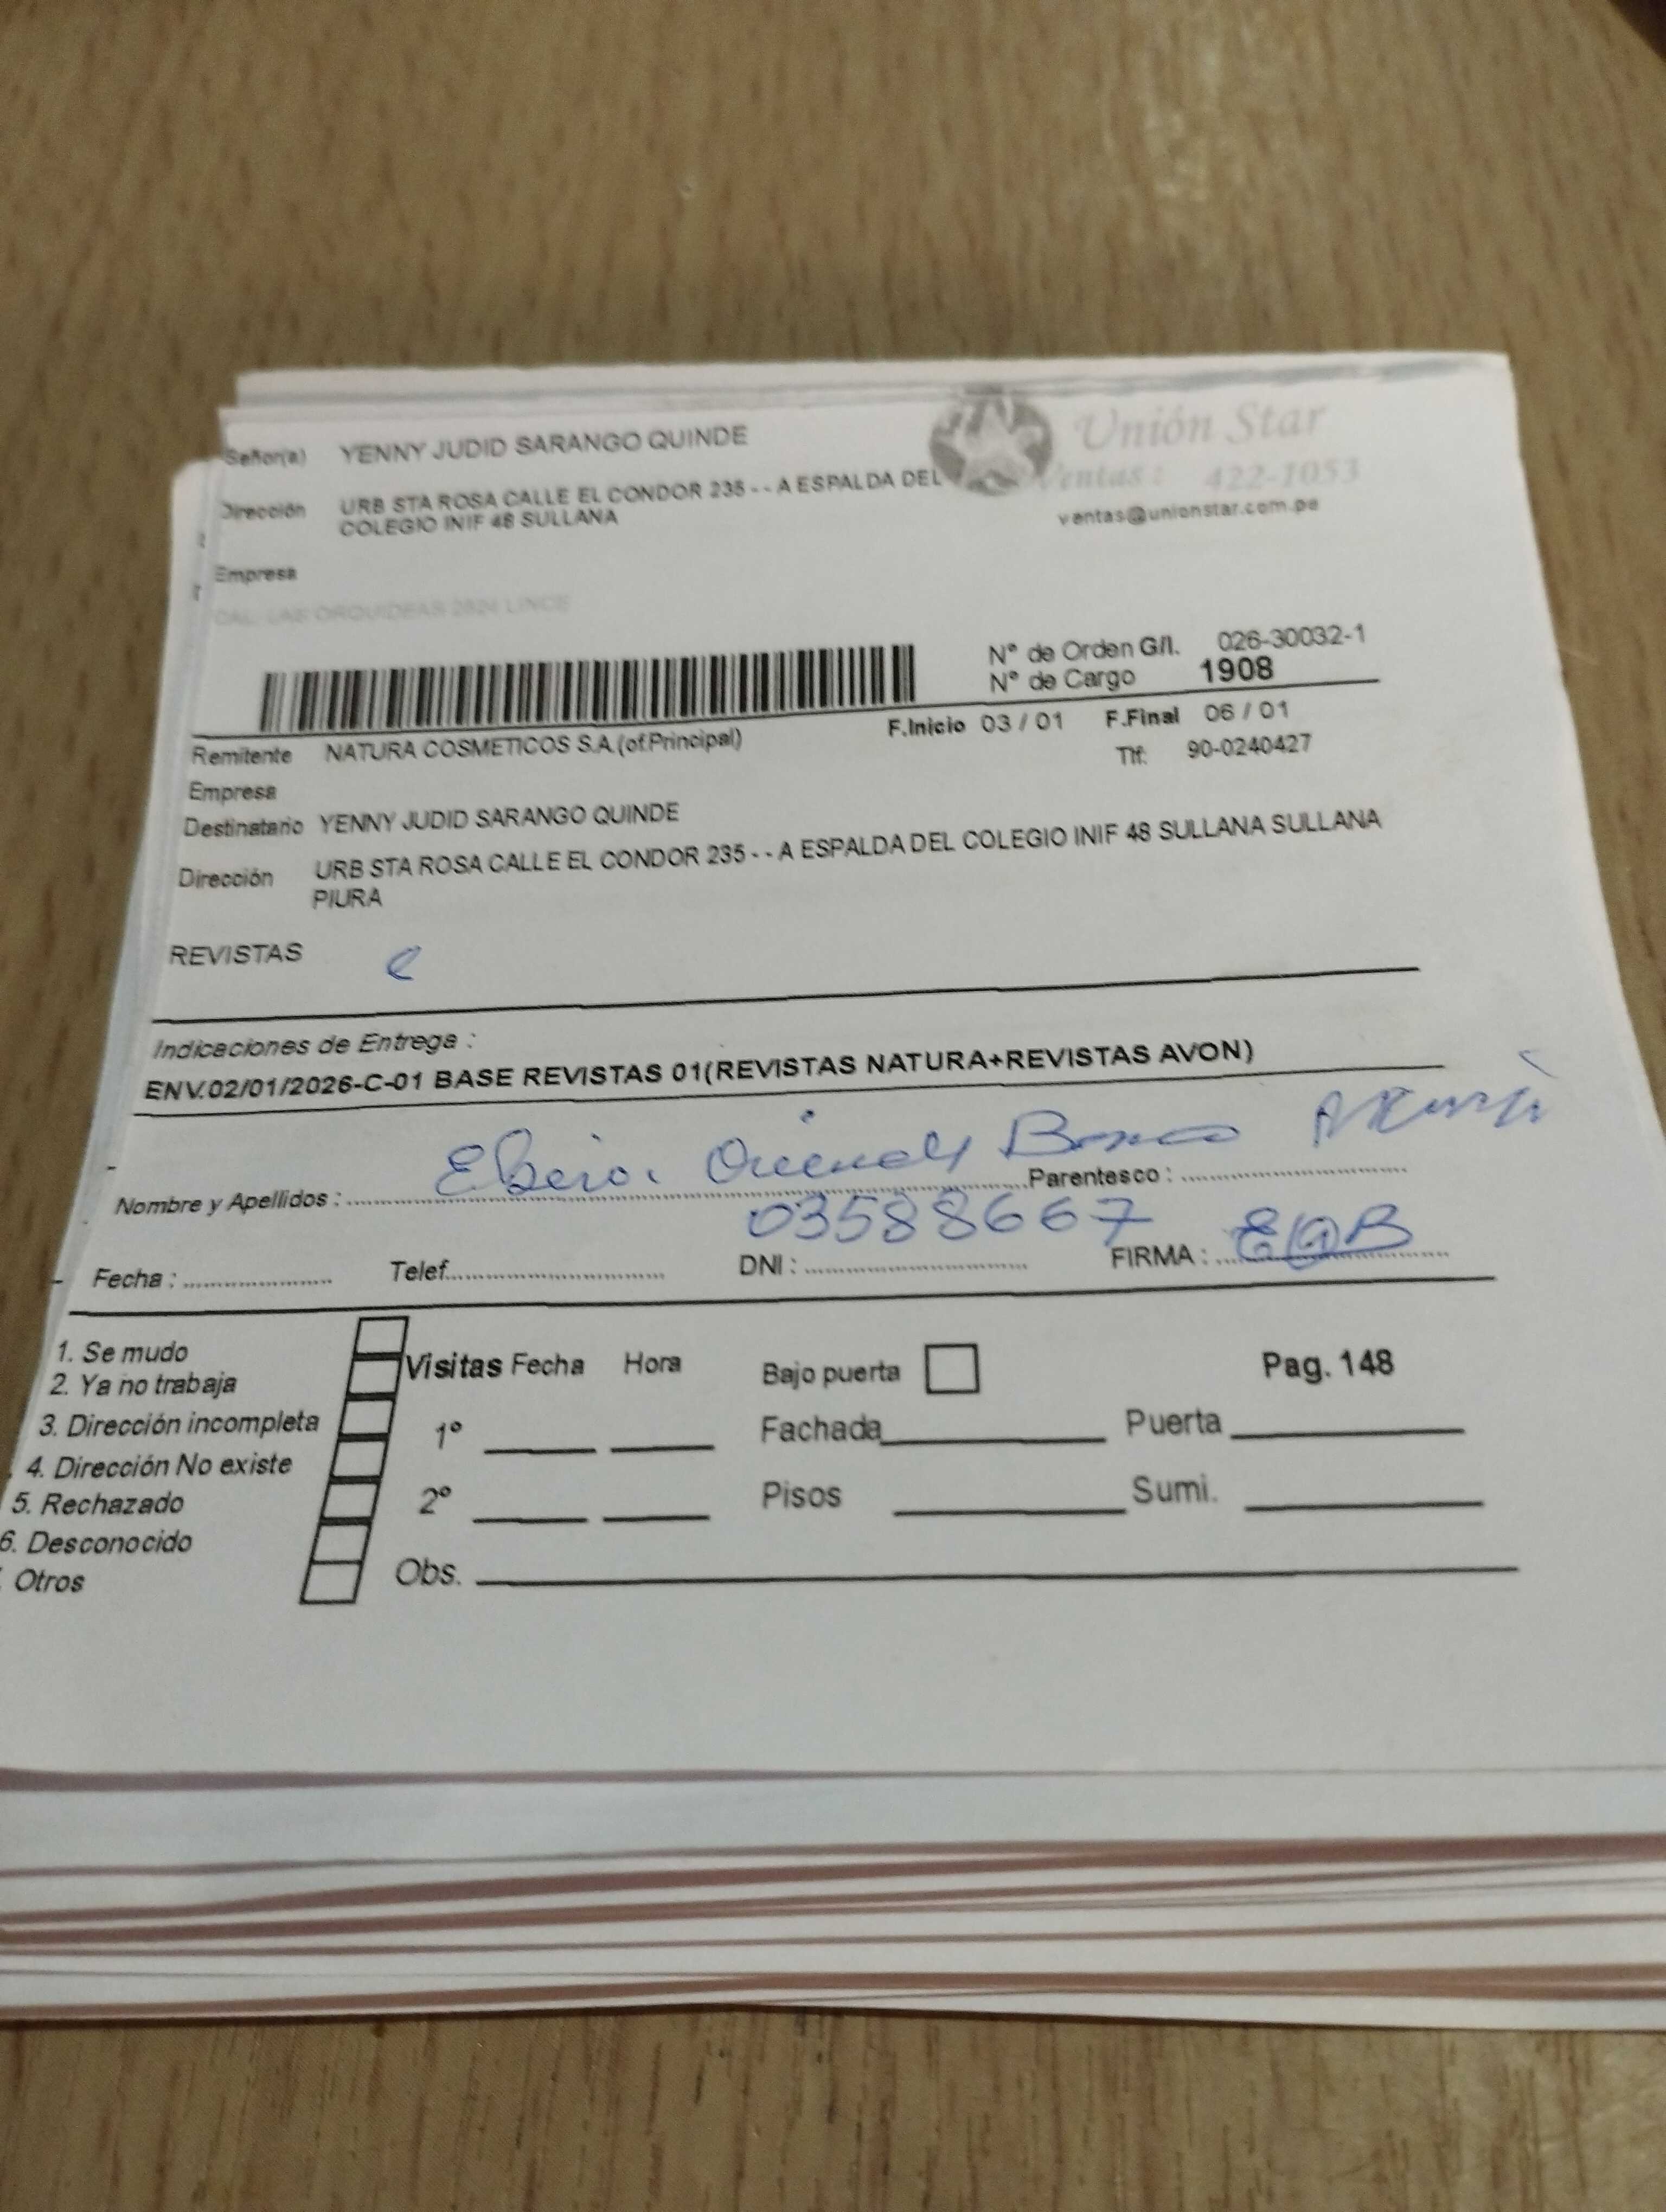 Señor(a) YENNY JUDID SARANGO QUINDE
Unión Star
Dirección URB STA ROSA CALLE EL CONDOR 235 - - A ESPALDA DEL
COLEGIO INIF 48 SULLANA
Ventas : 422-1053
ventas@unionstar.com.pe
Empresa
CAL. LAS ORQUIDEAS 2624 LINCE
N° de Orden G/I. 026-30032-1
N° de Cargo 1908
F.Inicio 03 / 01 F.Final 06 / 01
Remitente NATURA COSMETICOS S.A.(of.Principal)
Tlf: 90-0240427
Empresa
Destinatario YENNY JUDID SARANGO QUINDE
Dirección URB STA ROSA CALLE EL CONDOR 235 - - A ESPALDA DEL COLEGIO INIF 48 SULLANA SULLANA
PIURA
REVISTAS
Indicaciones de Entrega :
ENV.02/01/2026-C-01 BASE REVISTAS 01(REVISTAS NATURA+REVISTAS AVON)
Nombre y Apellidos : Parentesco :
Fecha : Telef. DNI : 03588667 FIRMA : EQB
1. Se mudo
2. Ya no trabaja
3. Dirección incompleta
4. Dirección No existe
5. Rechazado
6. Desconocido
Otros
Visitas Fecha Hora Bajo puerta Pag. 148
1° Fachada Puerta
2° Pisos Sumi.
Obs.